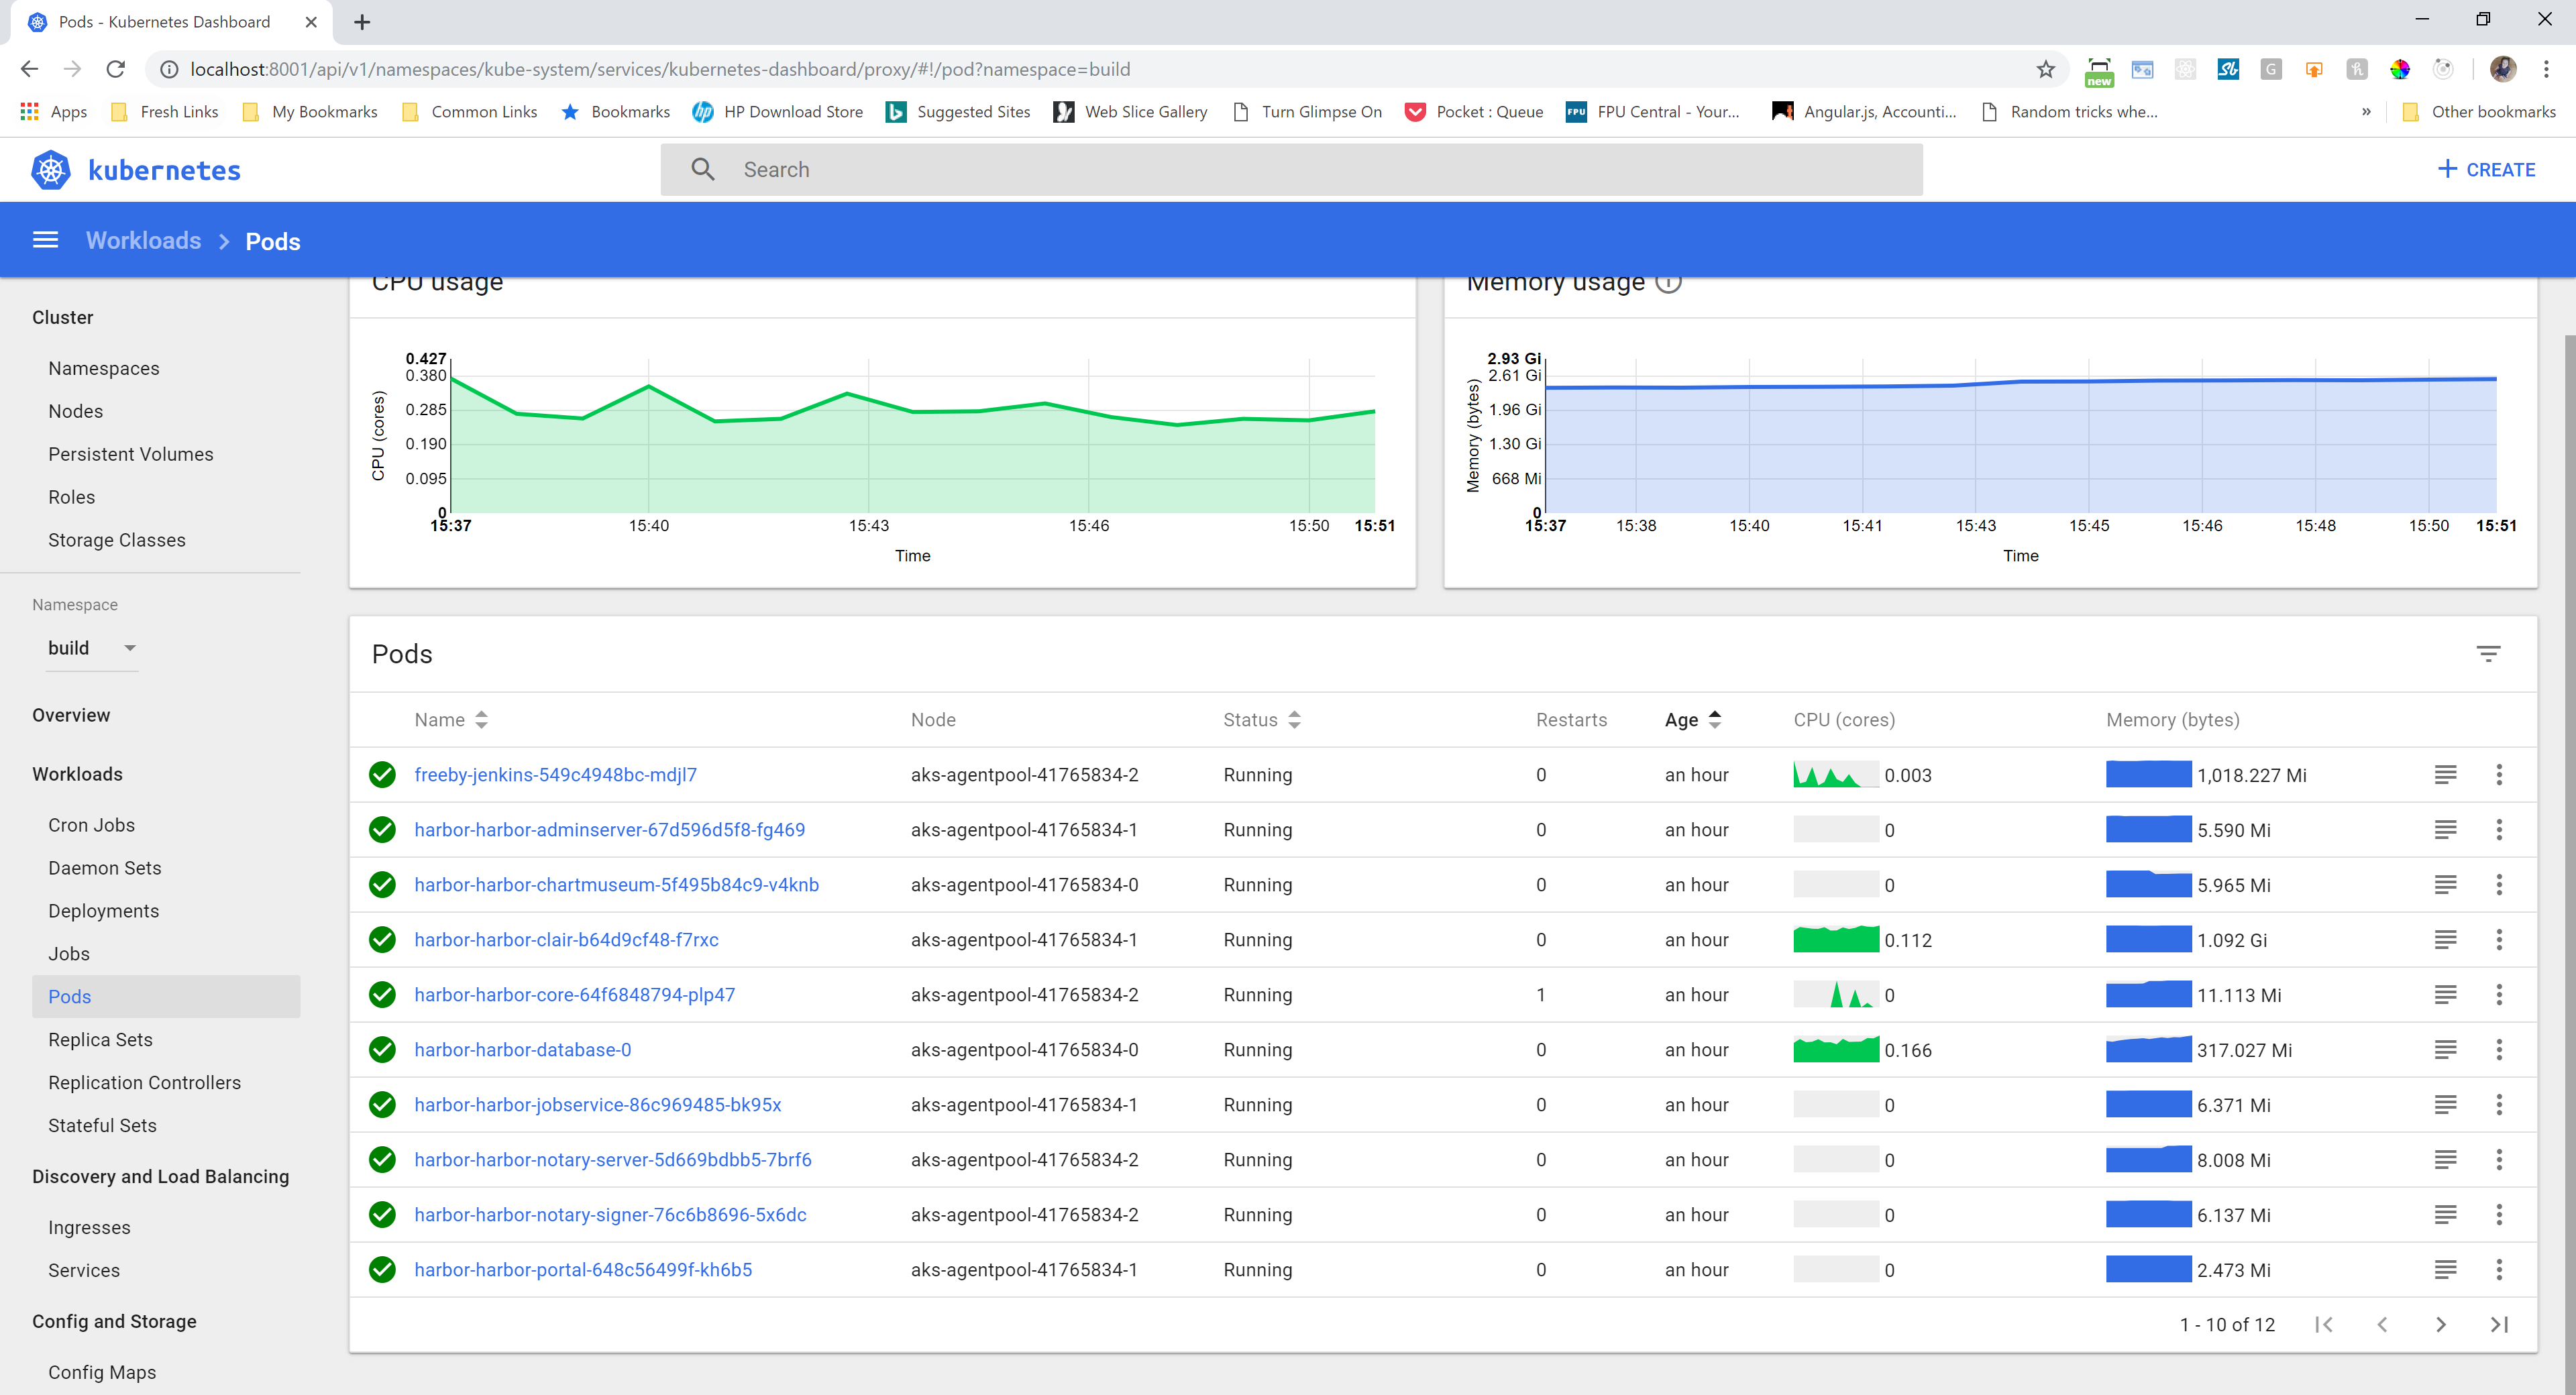 Pods - Kubernetes Dashboard
localhost:8001/api/v1/namespaces/kube-system/services/kubernetes-dashboard/proxy/#!/pod?namespace=build
new
Sb
G
h
Apps Fresh Links My Bookmarks Common Links Bookmarks hp HP Download Store b Suggested Sites Web Slice Gallery Turn Glimpse On Pocket : Queue FPU FPU Central - Your... Angular.js, Accounti... Random tricks whe... » Other bookmarks
kubernetes Search + CREATE
Workloads > Pods
CPU usage Memory usage
Cluster
Namespaces
Nodes
Persistent Volumes
Roles
Storage Classes
Namespace
build
Overview
Workloads
Cron Jobs
Daemon Sets
Deployments
Jobs
Pods
Replica Sets
Replication Controllers
Stateful Sets
Discovery and Load Balancing
Ingresses
Services
Config and Storage
Config Maps
CPU (cores)
0.427
0.380
0.285
0.190
0.095
0
15:37 15:40 15:43 15:46 15:50 15:51
Time
Memory (bytes)
2.93 Gi
2.61 Gi
1.96 Gi
1.30 Gi
668 Mi
0
15:37 15:38 15:40 15:41 15:43 15:45 15:46 15:48 15:50 15:51
Time
Pods
Name Node Status Restarts Age CPU (cores) Memory (bytes)
freeby-jenkins-549c4948bc-mdjl7 aks-agentpool-41765834-2 Running 0 an hour 0.003 1,018.227 Mi
harbor-harbor-adminserver-67d596d5f8-fg469 aks-agentpool-41765834-1 Running 0 an hour 0 5.590 Mi
harbor-harbor-chartmuseum-5f495b84c9-v4knb aks-agentpool-41765834-0 Running 0 an hour 0 5.965 Mi
harbor-harbor-clair-b64d9cf48-f7rxc aks-agentpool-41765834-1 Running 0 an hour 0.112 1.092 Gi
harbor-harbor-core-64f6848794-plp47 aks-agentpool-41765834-2 Running 1 an hour 0 11.113 Mi
harbor-harbor-database-0 aks-agentpool-41765834-0 Running 0 an hour 0.166 317.027 Mi
harbor-harbor-jobservice-86c969485-bk95x aks-agentpool-41765834-1 Running 0 an hour 0 6.371 Mi
harbor-harbor-notary-server-5d669bdbb5-7brf6 aks-agentpool-41765834-2 Running 0 an hour 0 8.008 Mi
harbor-harbor-notary-signer-76c6b8696-5x6dc aks-agentpool-41765834-2 Running 0 an hour 0 6.137 Mi
harbor-harbor-portal-648c56499f-kh6b5 aks-agentpool-41765834-1 Running 0 an hour 0 2.473 Mi
1 - 10 of 12